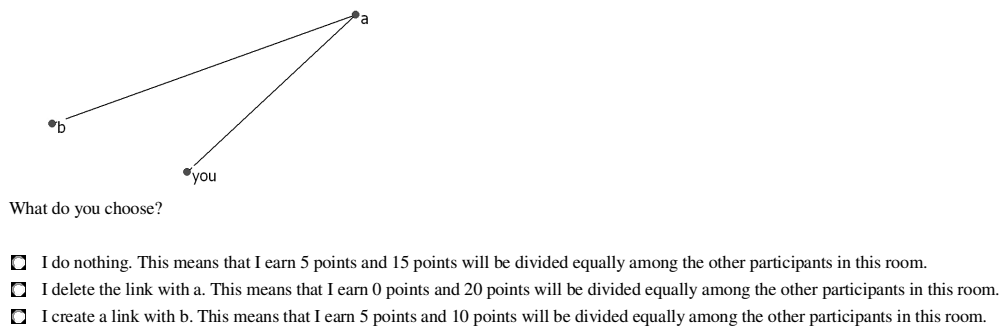 a
b
you
What do you choose?
I do nothing. This means that I earn 5 points and 15 points will be divided equally among the other participants in this room.
I delete the link with a. This means that I earn 0 points and 20 points will be divided equally among the other participants in this room.
I create a link with b. This means that I earn 5 points and 10 points will be divided equally among the other participants in this room.